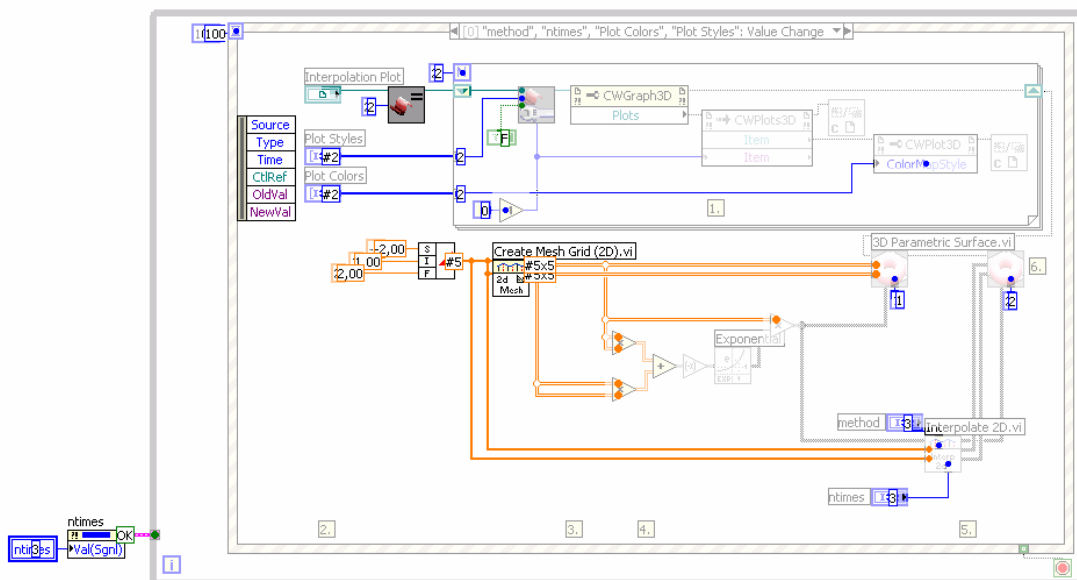 100
[0] "method", "ntimes", "Plot Colors", "Plot Styles": Value Change
Interpolation Plot
2
2
CWGraph3D
Plots
CWPlots3D
Item
Item
CWPlot3D
ColorMapStyle
F
Source
Type
Time
CtlRef
OldVal
NewVal
Plot Styles
#2
2
Plot Colors
#2
2
0
1.
-2,00
1,00
2,00
S
I
F
#5
Create Mesh Grid (2D).vi
#5x5
#5x5
2d
Mesh
3D Parametric Surface.vi
6.
1
2
Exponential
EXP
method
3
Interpolate 2D.vi
ntimes
3
2.
3.
4.
5.
ntimes
OK
ntimes
3
Val(Sgnl)
i